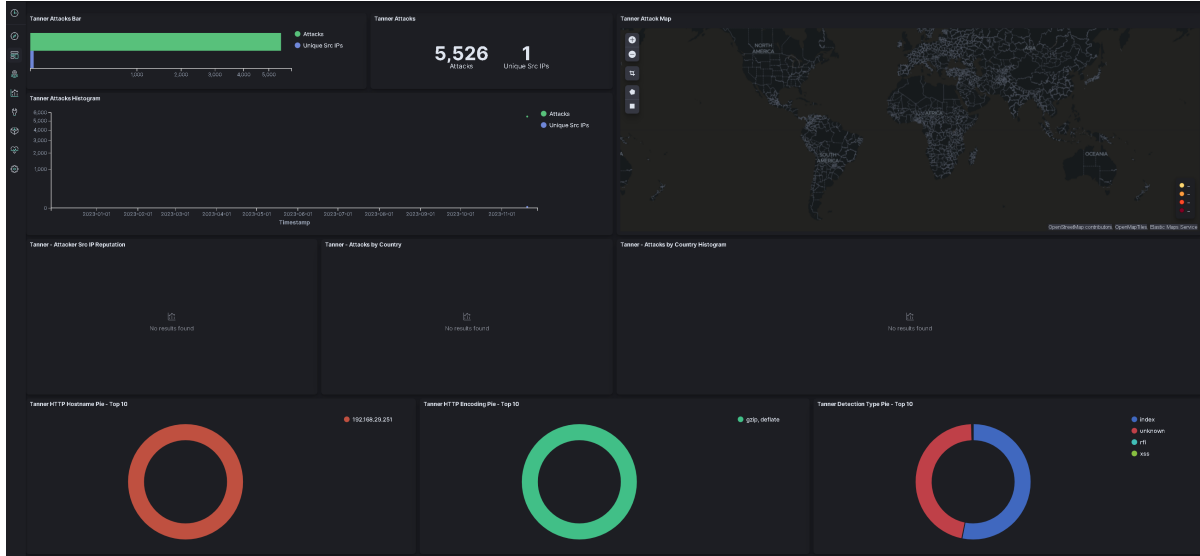 Tanner Attacks Bar
Attacks
Unique Src IPs
1,000 2,000 3,000 4,000 5,000
Tanner Attacks
5,526 1
Attacks Unique Src IPs
Tanner Attack Map
NORTH AMERICA
ASIA
AFRICA
SOUTH AMERICA
OCEANIA
OpenStreetMap contributors OpenMapTiles Elastic Maps Service
Tanner Attacks Histogram
6,000
5,000
4,000
3,000
2,000
1,000
0
Attacks
Unique Src IPs
2023-01-01 2023-02-01 2023-03-01 2023-04-01 2023-05-01 2023-06-01 2023-07-01 2023-08-01 2023-09-01 2023-10-01 2023-11-01
Timestamp
Tanner - Attacker Src IP Reputation
No results found
Tanner - Attacks by Country
No results found
Tanner - Attacks by Country Histogram
No results found
Tanner HTTP Hostname Pie - Top 10
192.168.29.251
Tanner HTTP Encoding Pie - Top 10
gzip, deflate
Tanner Detection Type Pie - Top 10
index
unknown
rfi
xss